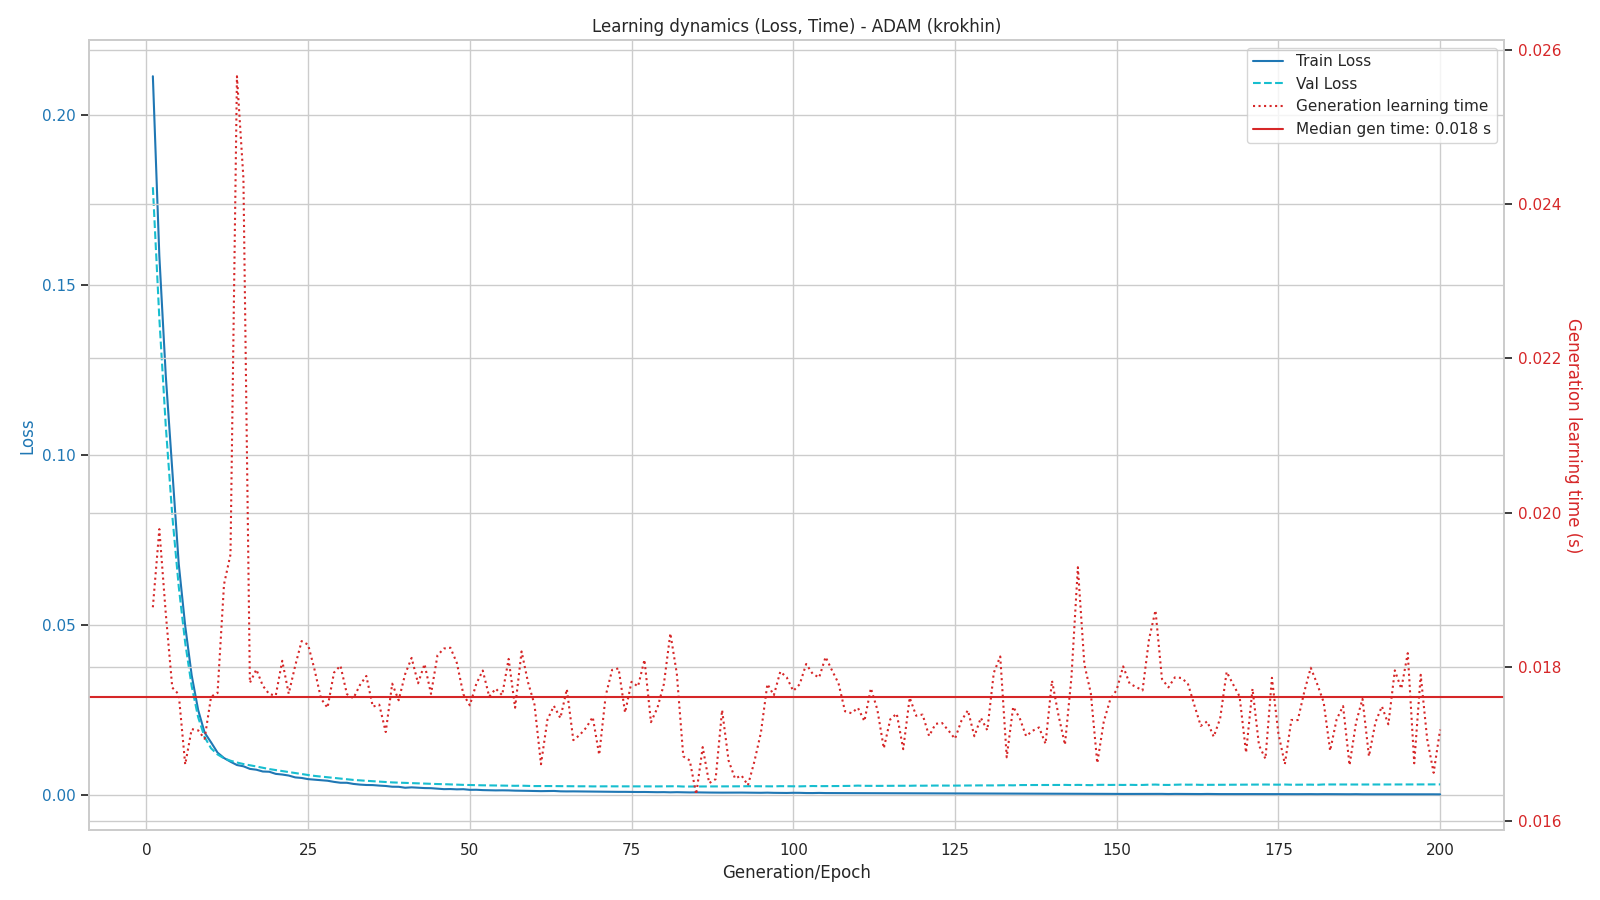 Learning dynamics (Loss, Time) - ADAM (krokhin)
Train Loss
Val Loss
Generation learning time
Median gen time: 0.018 s
Loss
0.20
0.15
0.10
0.05
0.00
0.026
0.024
0.022
0.020
0.018
0.016
Generation learning time (s)
0
25
50
75
100
125
150
175
200
Generation/Epoch